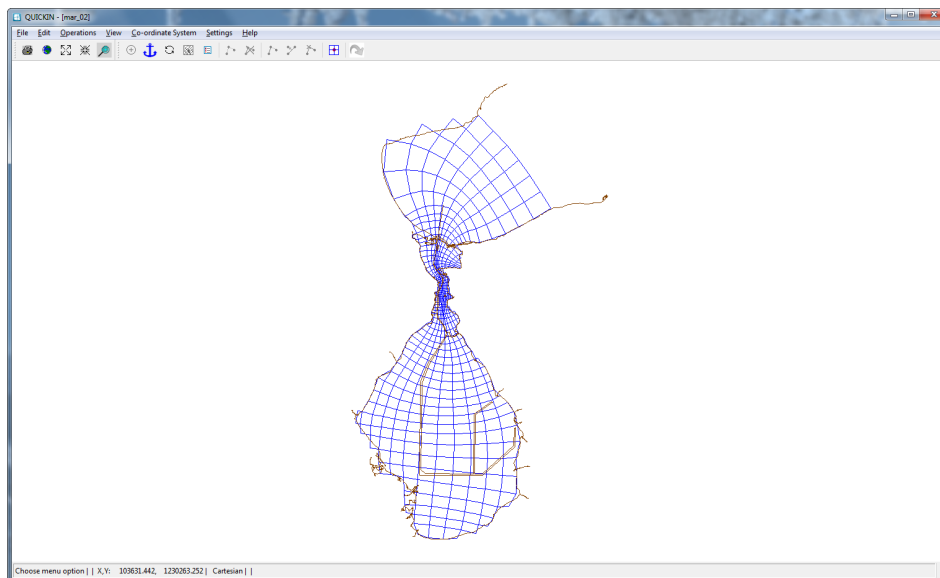 QUICKIN - [mar_02]
File Edit Operations View Co-ordinate System Settings Help
Choose menu option | | X,Y: 103631.442, 1230263.252 | Cartesian | |